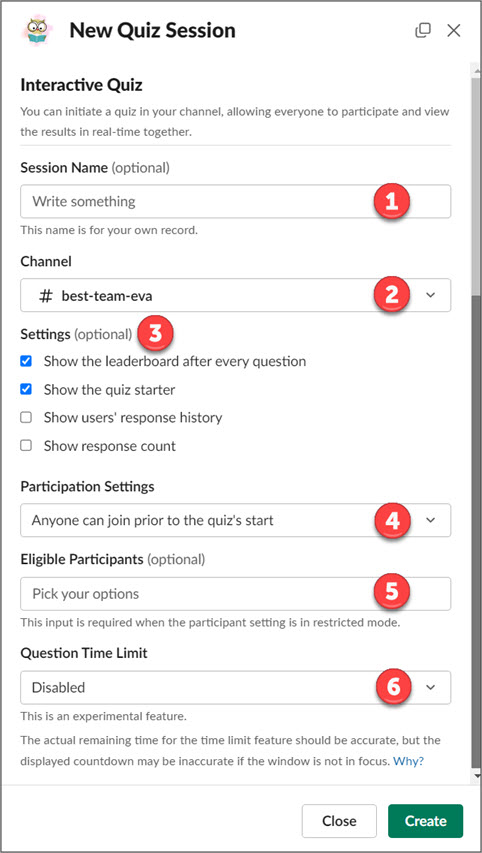 New Quiz Session
Interactive Quiz
You can initiate a quiz in your channel, allowing everyone to participate and view
the results in real-time together.
Session Name (optional)
Write something 1
This name is for your own record.
Channel
# best-team-eva 2
Settings (optional) 3
Show the leaderboard after every question
Show the quiz starter
Show users' response history
Show response count
Participation Settings
Anyone can join prior to the quiz's start 4
Eligible Participants (optional)
Pick your options 5
This input is required when the participant setting is in restricted mode.
Question Time Limit
Disabled 6
This is an experimental feature.
The actual remaining time for the time limit feature should be accurate, but the
displayed countdown may be inaccurate if the window is not in focus. Why?
Close Create